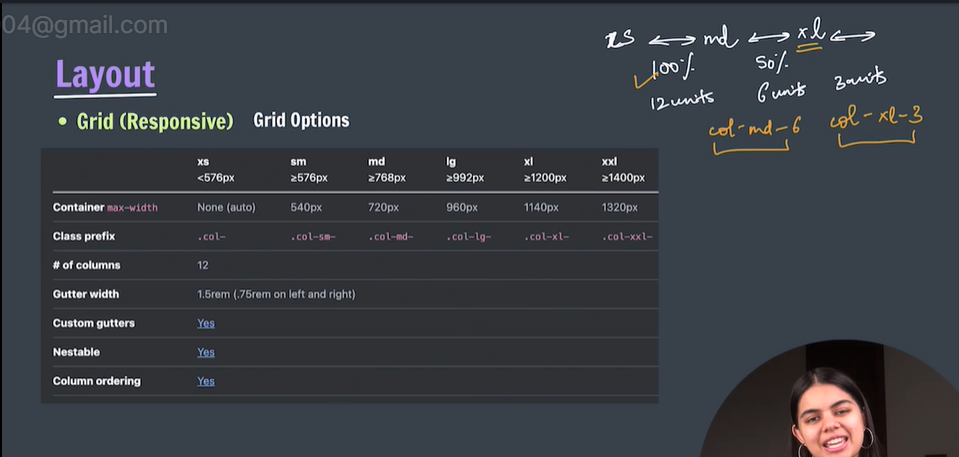 04@gmail.com
xs ↔ md ↔ xl ↔
100% 50%
12 units 6 units 3 units
col-md-6 col-xl-3
Layout
• Grid (Responsive) Grid Options
xs sm md lg xl xxl
<576px ≥576px ≥768px ≥992px ≥1200px ≥1400px
Container max-width None (auto) 540px 720px 960px 1140px 1320px
Class prefix .col- .col-sm- .col-md- .col-lg- .col-xl- .col-xxl-
# of columns 12
Gutter width 1.5rem (.75rem on left and right)
Custom gutters Yes
Nestable Yes
Column ordering Yes